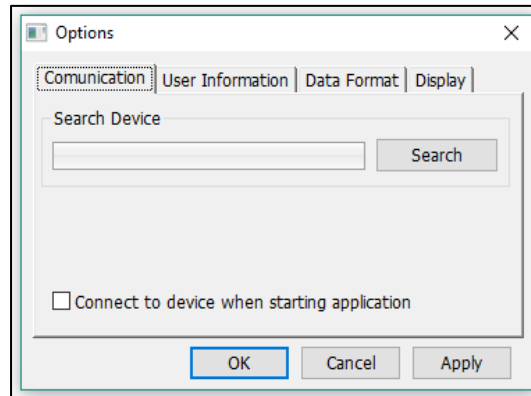 Options
Comunication User Information Data Format Display
Search Device
Search
Connect to device when starting application
OK Cancel Apply